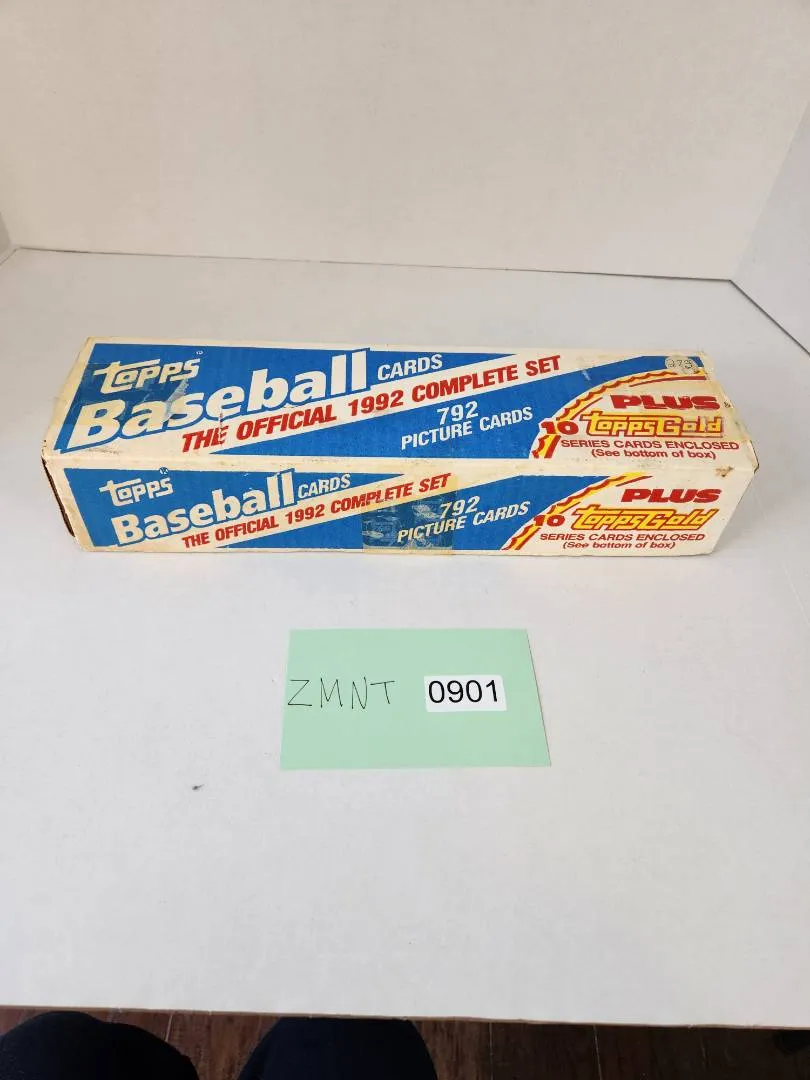 Topps
Baseball CARDS
THE OFFICIAL 1992 COMPLETE SET
792
PICTURE CARDS
PLUS
10 Topps Gold
SERIES CARDS ENCLOSED
(See bottom of box)
Topps
Baseball CARDS
THE OFFICIAL 1992 COMPLETE SET
792
PICTURE CARDS
PLUS
10 Topps Gold
SERIES CARDS ENCLOSED
(See bottom of box)
ZMNT 0901